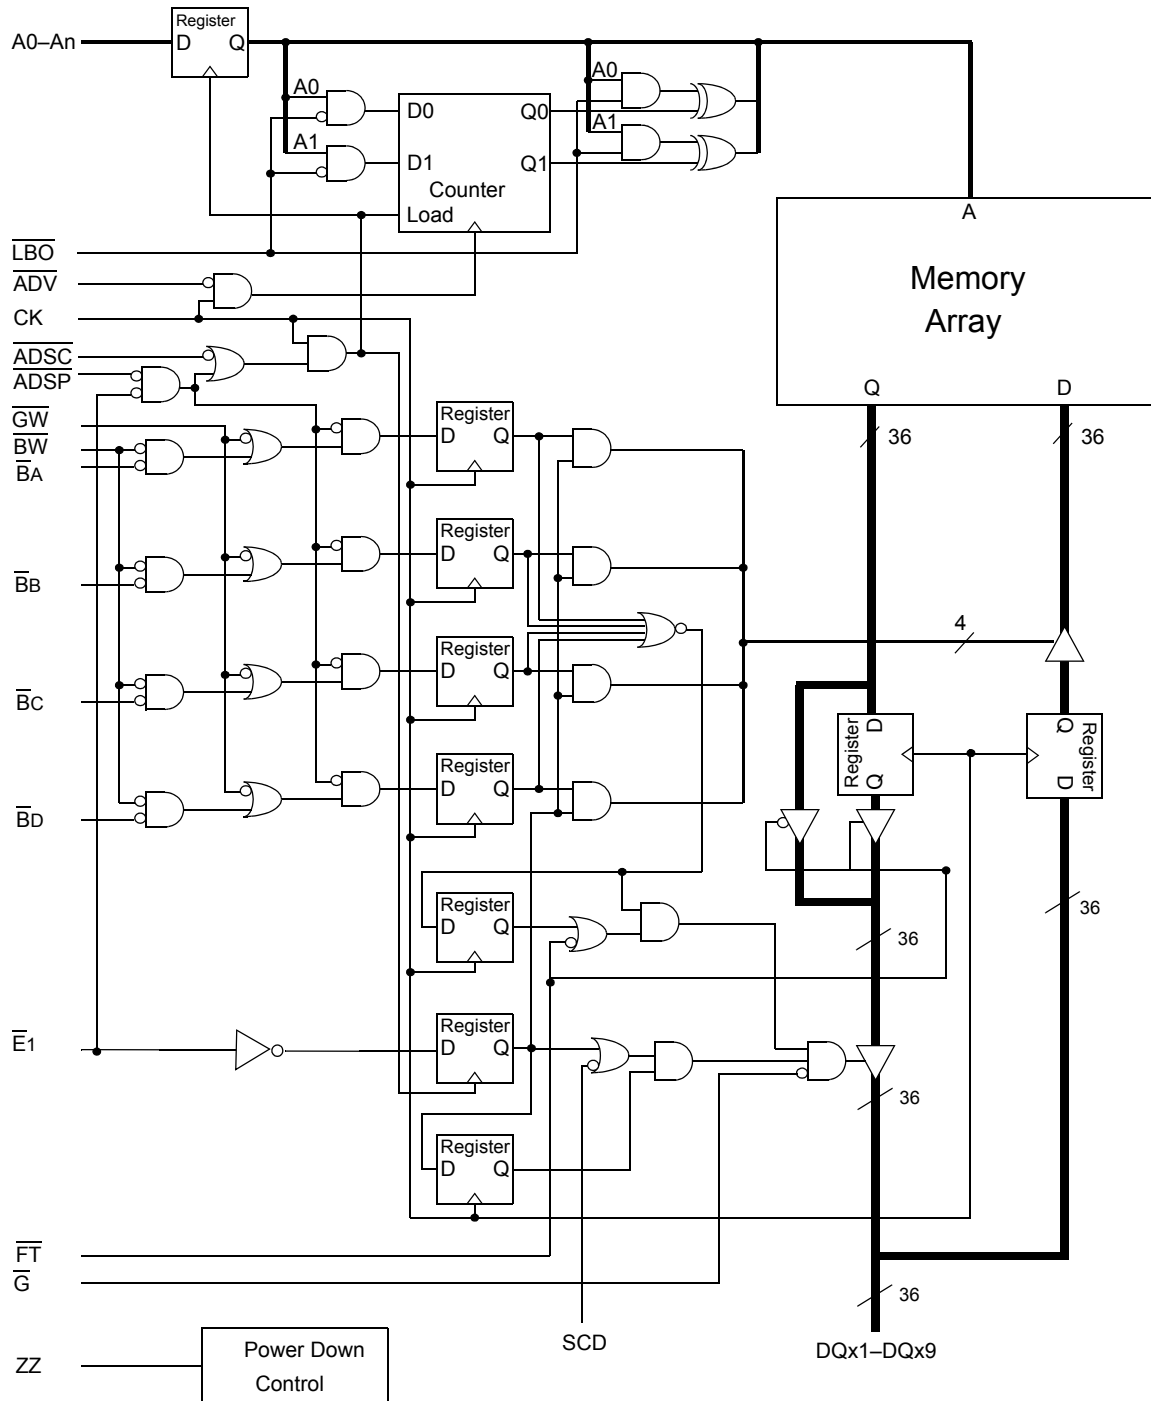 Register
A0–An
D Q
A0
A0
D0 Q0
A1
A1
D1 Q1
Counter
Load
A
LBO
ADV
Memory
CK
Array
ADSC
ADSP
Q D
GW
Register
36 36
BW
D Q
BA
Register
D Q
BB
4
Register
D Q
BC
D
Register
Q
Q
Register
D
Register
D Q
BD
Register
36
D Q
36
Register
E1
D Q
36
Register
D Q
FT
G
36
SCD
DQx1–DQx9
Power Down
ZZ
Control